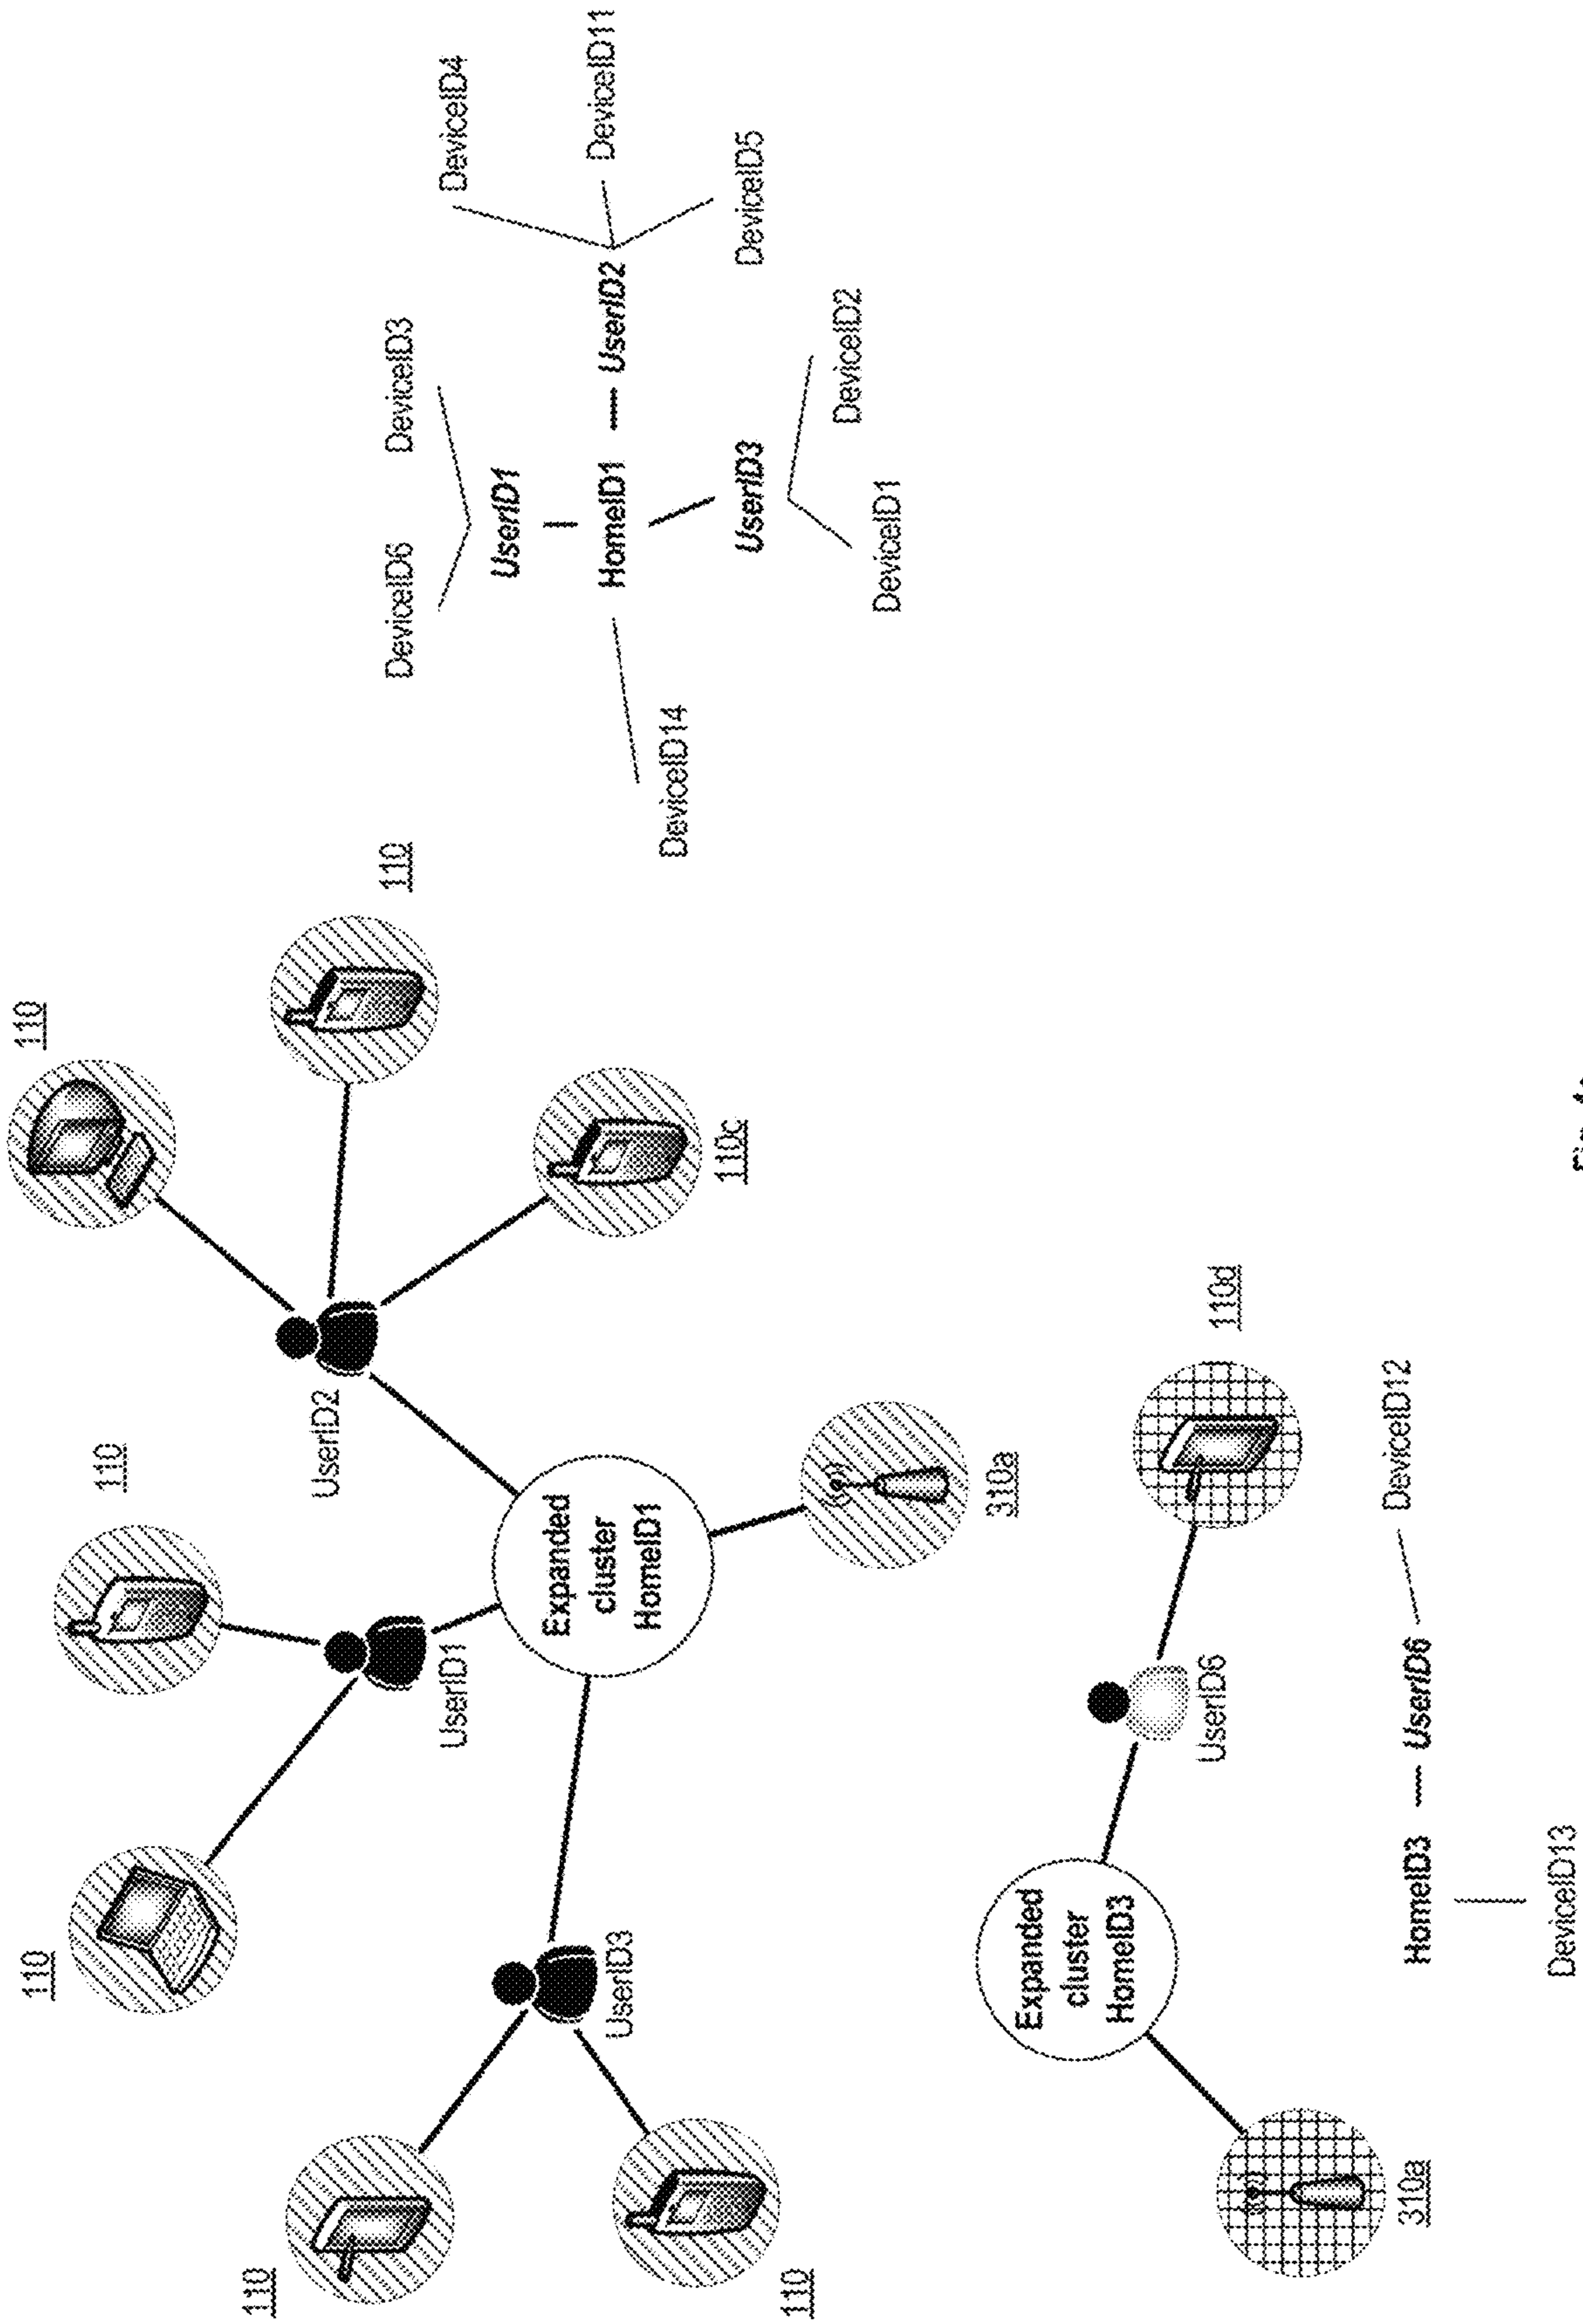 110
110
110
110
110
110
110c
110
UserID2
UserID1
UserID3
Expanded
cluster
HomeID1
310a
DeviceID6
DeviceID3
DeviceID4
UserID1
DeviceID11
HomeID1
UserID2
DeviceID14
UserID3
DeviceID5
DeviceID2
DeviceID1
Expanded
cluster
HomeID3
UserID6
110d
310a
DeviceID12
HomeID3
UserID6
DeviceID13